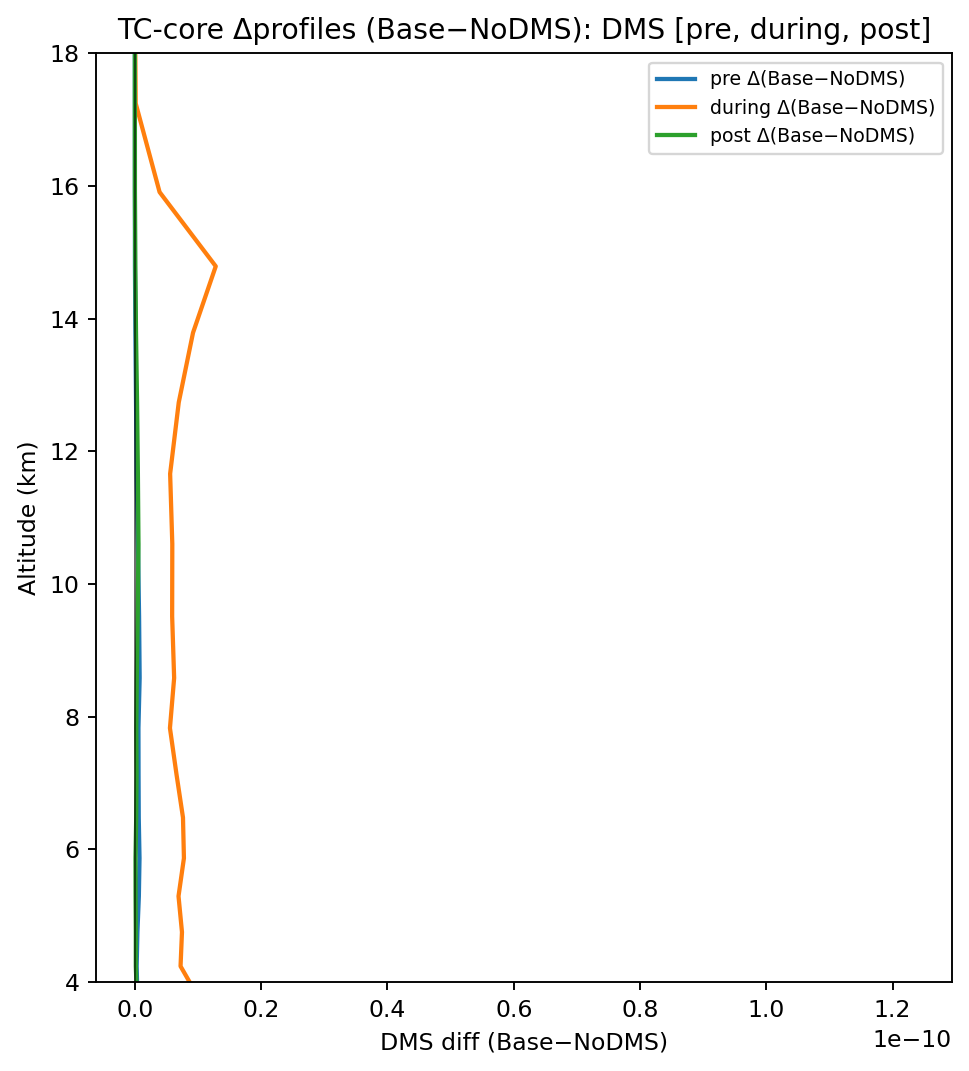 TC-core Δprofiles (Base−NoDMS): DMS [pre, during, post]
pre Δ(Base−NoDMS)
during Δ(Base−NoDMS)
post Δ(Base−NoDMS)
Altitude (km)
18
16
14
12
10
8
6
4
0.0 0.2 0.4 0.6 0.8 1.0 1.2
1e−10
DMS diff (Base−NoDMS)